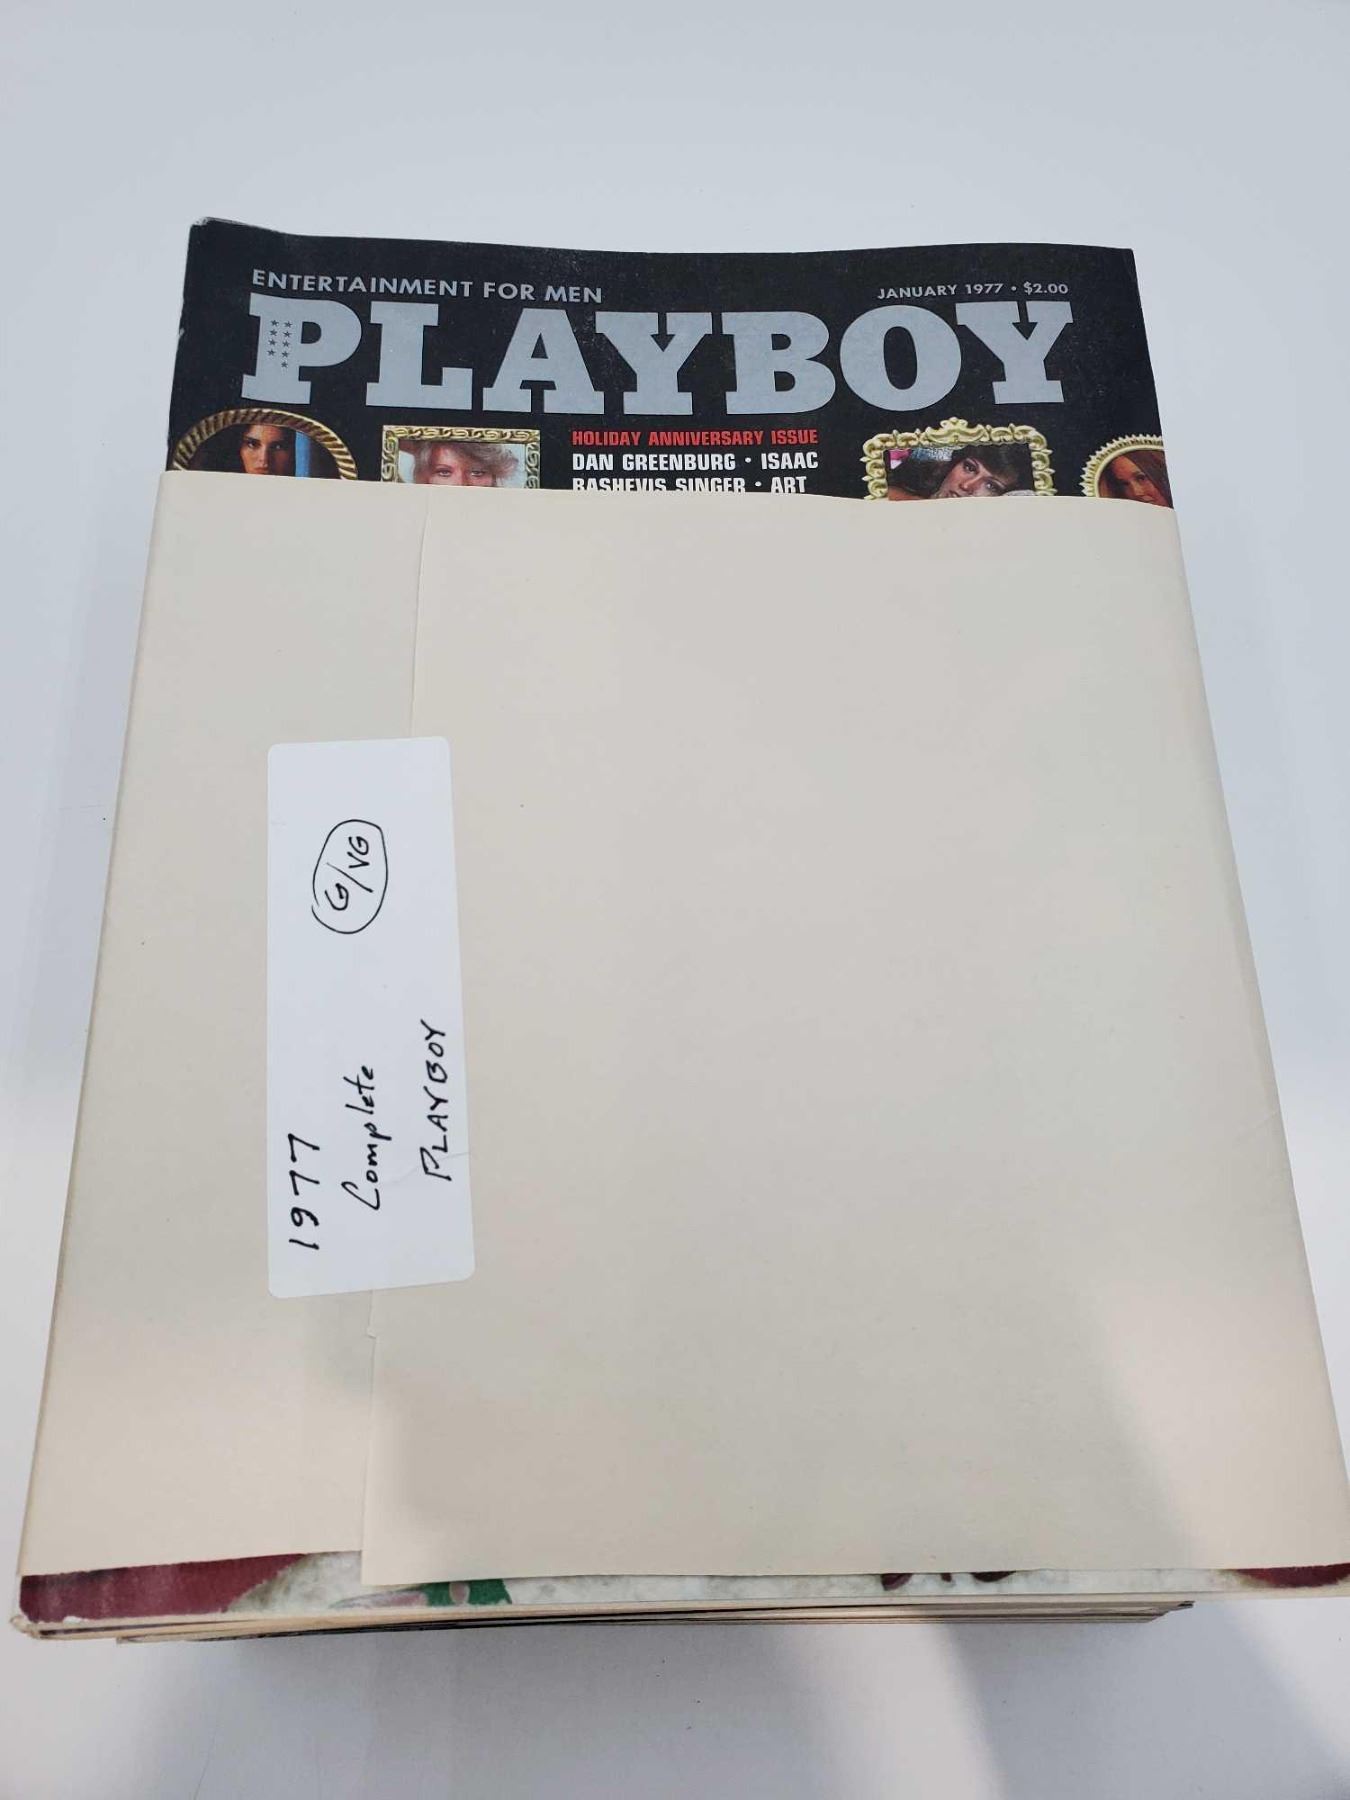 ENTERTAINMENT FOR MEN
JANUARY 1977 • $2.00
PLAYBOY
HOLIDAY ANNIVERSARY ISSUE
DAN GREENBURG • ISAAC
BASHEVIS SINGER • ART
1977
Complete
PLAYBOY
G/VG